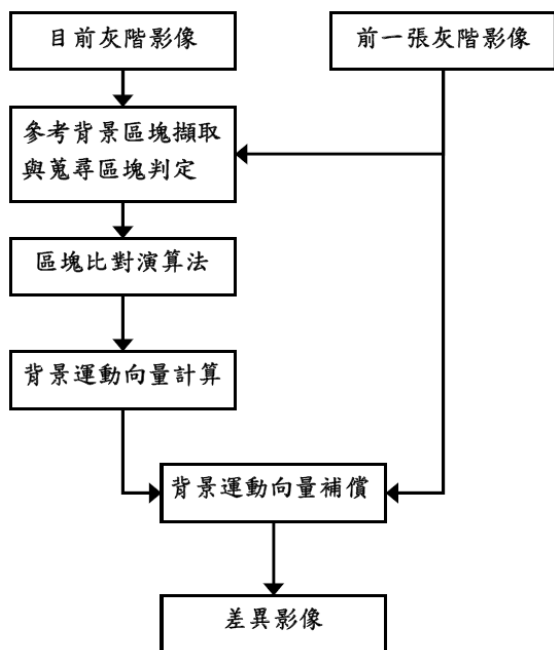 目前灰階影像
前一張灰階影像
參考背景區塊擷取
與蒐尋區塊判定
區塊比對演算法
背景運動向量計算
背景運動向量補償
差異影像